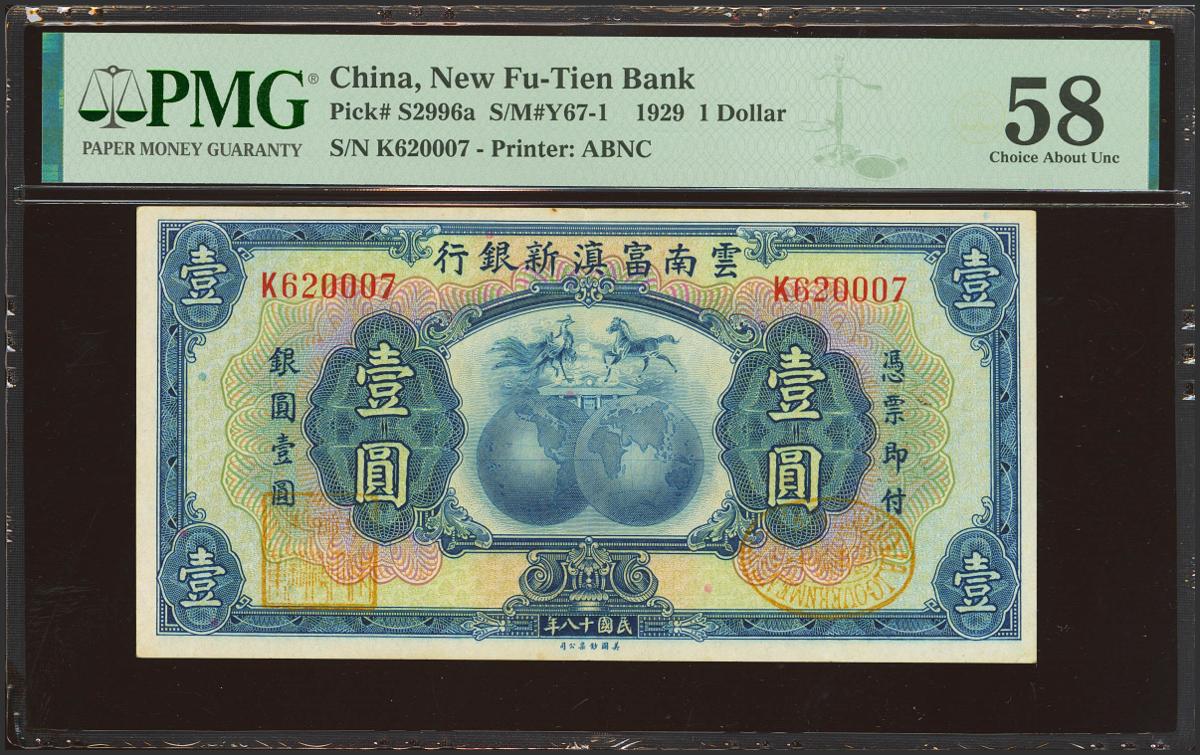 PMG®
PAPER MONEY GUARANTY
China, New Fu-Tien Bank
Pick# S2996a S/M#Y67-1 1929 1 Dollar
S/N K620007 - Printer: ABNC
58
Choice About Unc
行銀新滇富南雲
K620007
K620007
壹
壹
壹圓
壹圓
銀圓壹圓
憑票即付
GOVERNMENT
壹
壹
年八十國民
司公票鈔國美